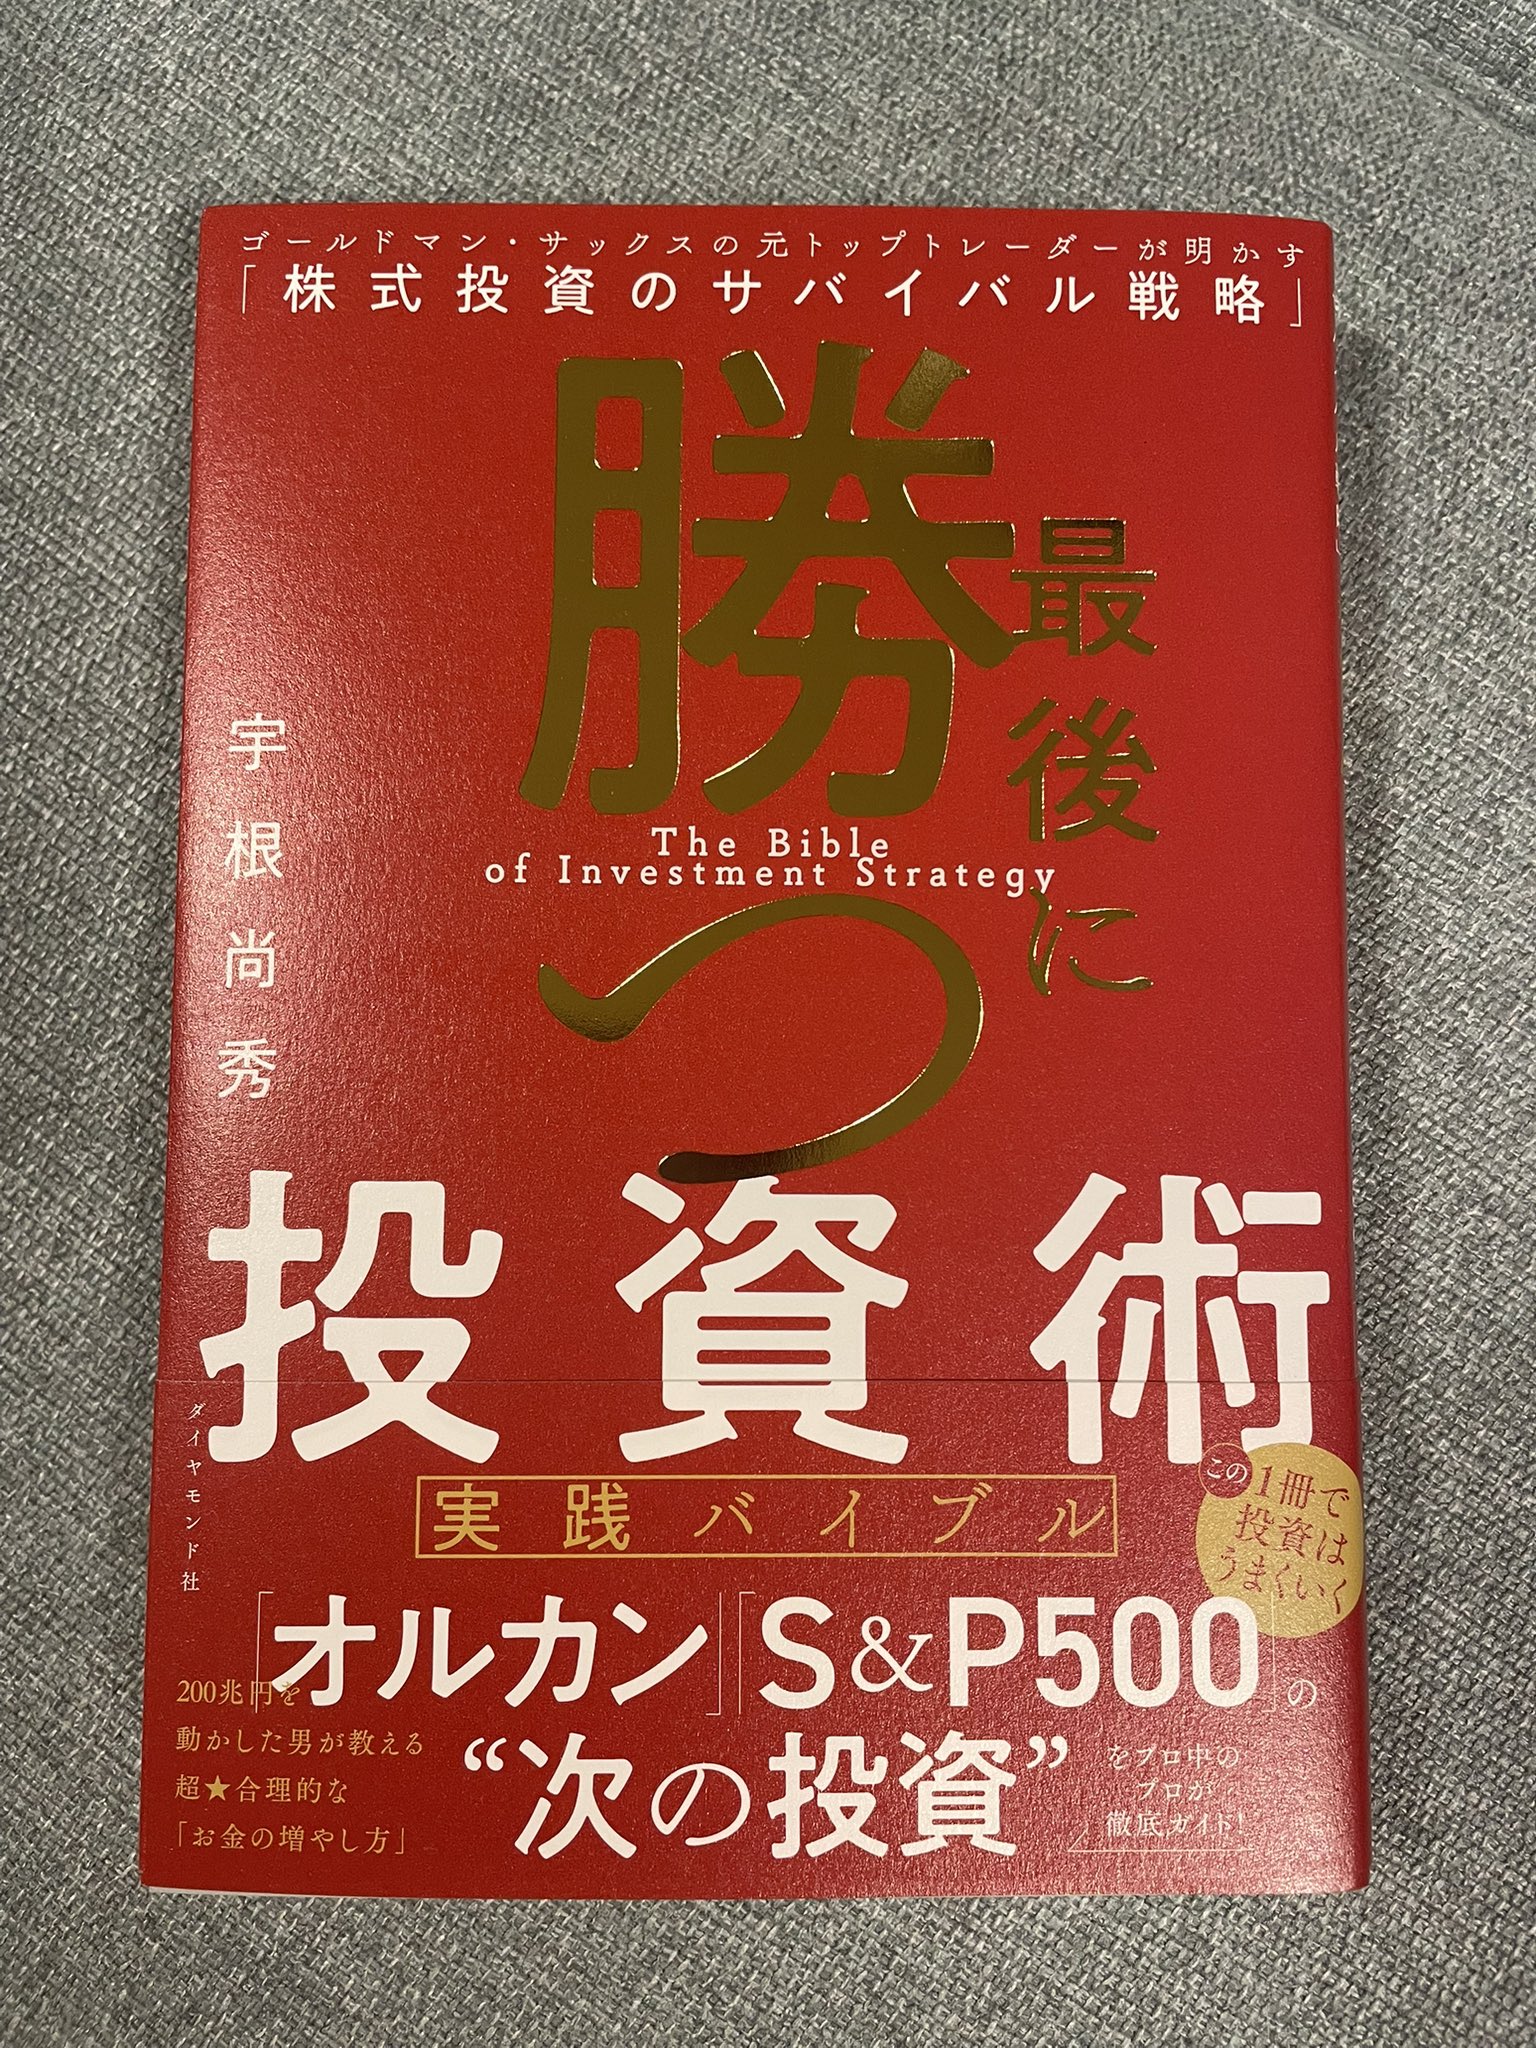 ゴールドマン・サックスの元トップトレーダーが明かす
「株式投資のサバイバル戦略」
最後に
勝つ
The Bible
of Investment Strategy
投資術
実践バイブル
宇根尚秀
ダイヤモンド社
この
1冊で
投資は
うまくいく
「オルカン」「S&P500」の
“次の投資”
をプロ中の
プロが
徹底ガイド!
200兆円を
動かした男が教える
超★合理的な
「お金の増やし方」